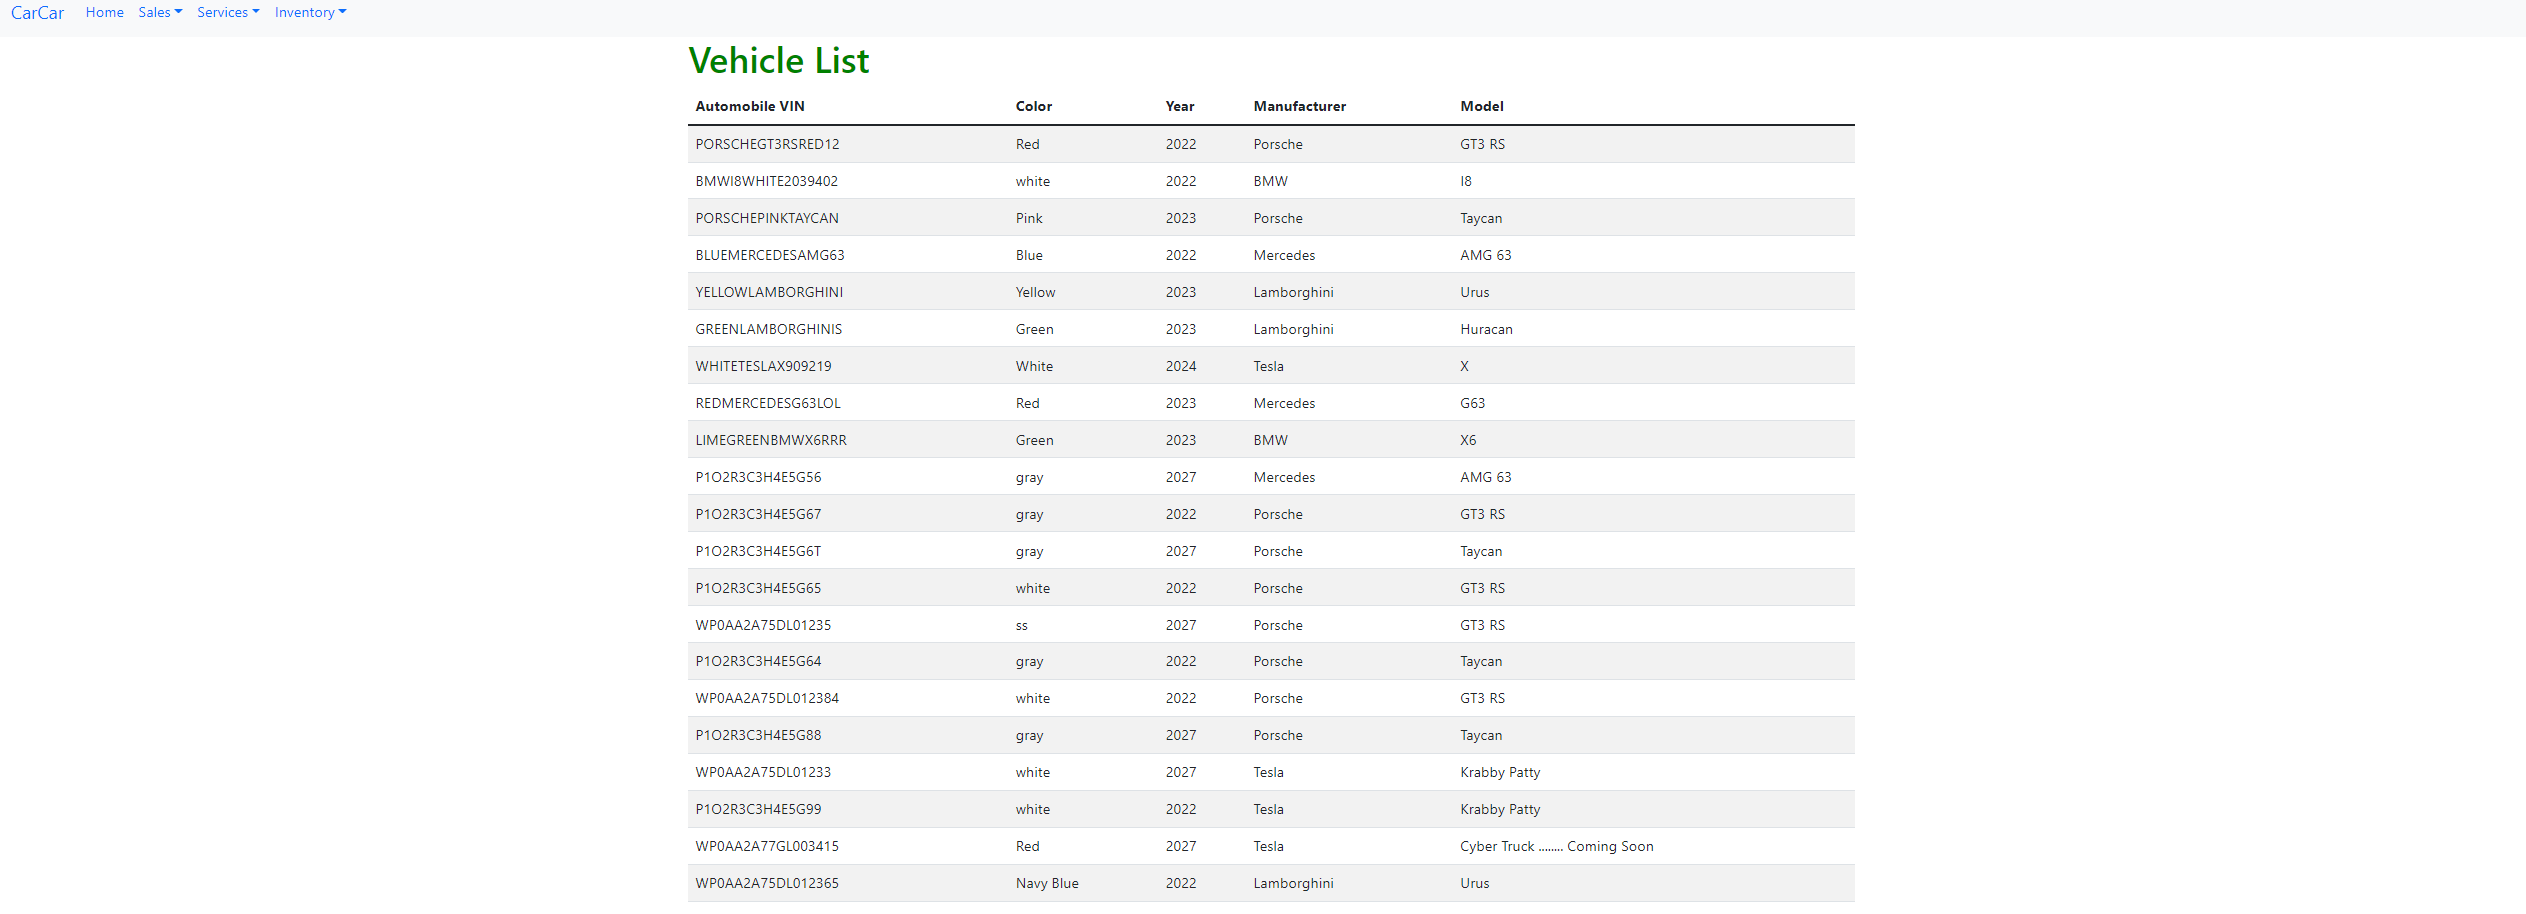 CarCar Home Sales Services Inventory
Vehicle List
Automobile VIN Color Year Manufacturer Model
PORSCHEGT3RSRED12 Red 2022 Porsche GT3 RS
BMWI8WHITE2039402 white 2022 BMW I8
PORSCHEPINKTAYCAN Pink 2023 Porsche Taycan
BLUEMERCEDESAMG63 Blue 2022 Mercedes AMG 63
YELLOWLAMBORGHINI Yellow 2023 Lamborghini Urus
GREENLAMBORGHINIS Green 2023 Lamborghini Huracan
WHITETESLAX909219 White 2024 Tesla X
REDMERCEDESG63LOL Red 2023 Mercedes G63
LIMEGREENBMWX6RRR Green 2023 BMW X6
P1O2R3C3H4E5G56 gray 2027 Mercedes AMG 63
P1O2R3C3H4E5G67 gray 2022 Porsche GT3 RS
P1O2R3C3H4E5G6T gray 2027 Porsche Taycan
P1O2R3C3H4E5G65 white 2022 Porsche GT3 RS
WP0AA2A75DL01235 ss 2027 Porsche GT3 RS
P1O2R3C3H4E5G64 gray 2022 Porsche Taycan
WP0AA2A75DL012384 white 2022 Porsche GT3 RS
P1O2R3C3H4E5G88 gray 2027 Porsche Taycan
WP0AA2A75DL01233 white 2027 Tesla Krabby Patty
P1O2R3C3H4E5G99 white 2022 Tesla Krabby Patty
WP0AA2A77GL003415 Red 2027 Tesla Cyber Truck ........ Coming Soon
WP0AA2A75DL012365 Navy Blue 2022 Lamborghini Urus